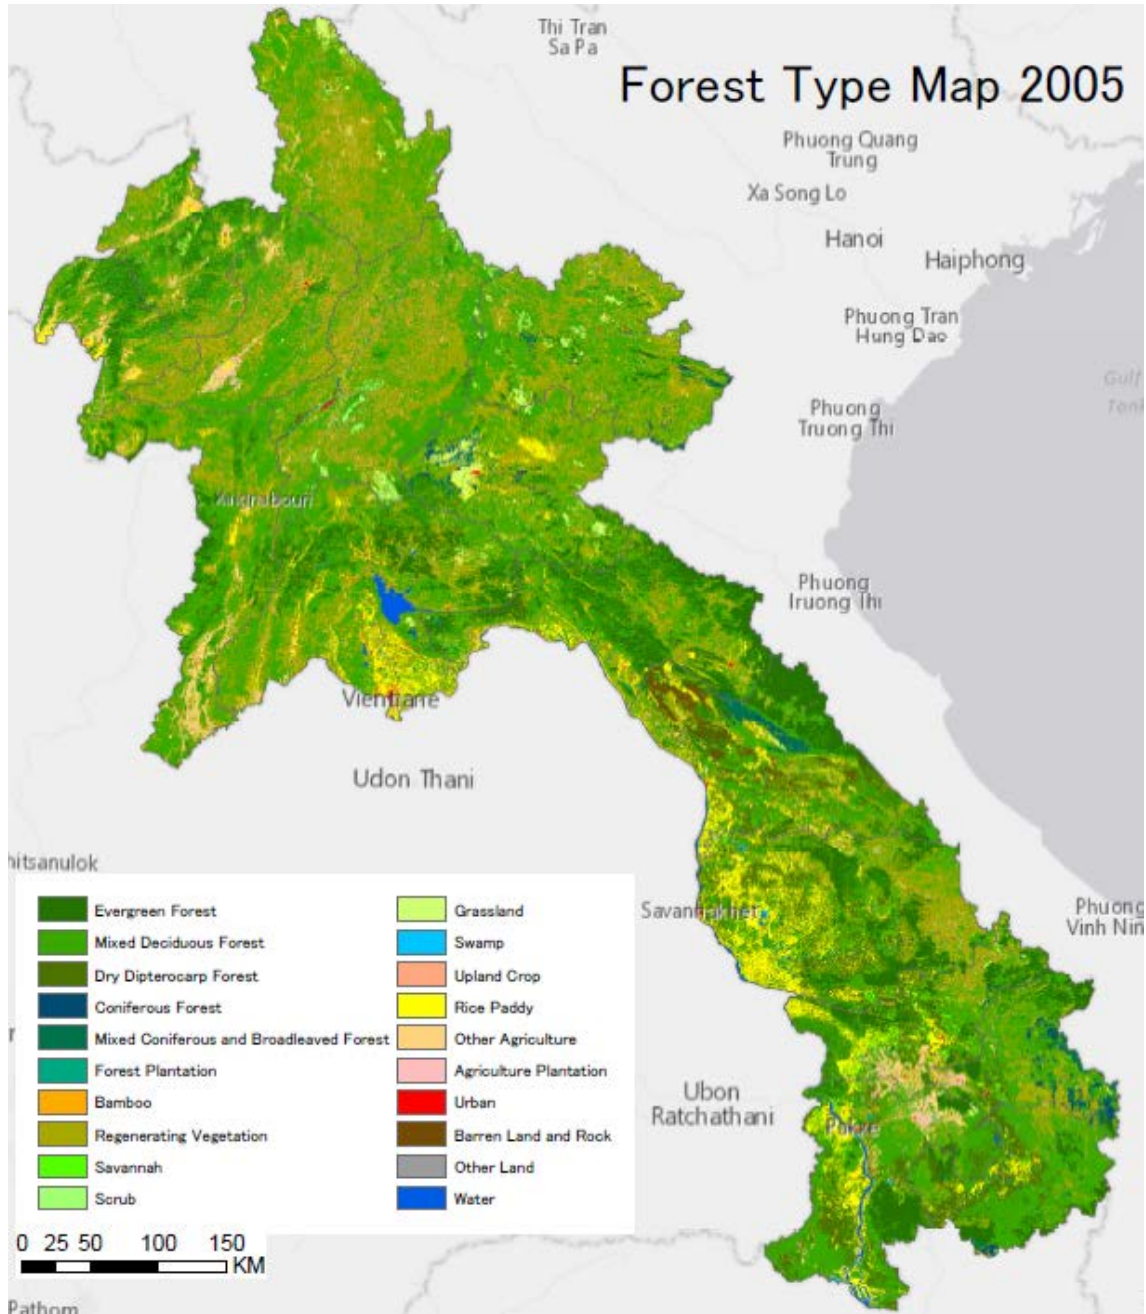 Thi Tran
Sa Pa
Forest Type Map 2005
Phuong Quang
Trung
Xa Song Lo
Hanoi
Haiphong
Phuong Tran
Hung Dao
Gulf
Phuong
Truong Thi
Phuong
Vientiane
Udon Thani
hitsanulok
Savannakhet
Phuong
Vinh Nin
Ubon
Ratchathani
Evergreen Forest
Mixed Deciduous Forest
Dry Dipterocarp Forest
Coniferous Forest
Mixed Coniferous and Broadleaved Forest
Forest Plantation
Bamboo
Regenerating Vegetation
Savannah
Scrub
Grassland
Swamp
Upland Crop
Rice Paddy
Other Agriculture
Agriculture Plantation
Urban
Barren Land and Rock
Other Land
Water
0 25 50 100 150
KM
Pathom